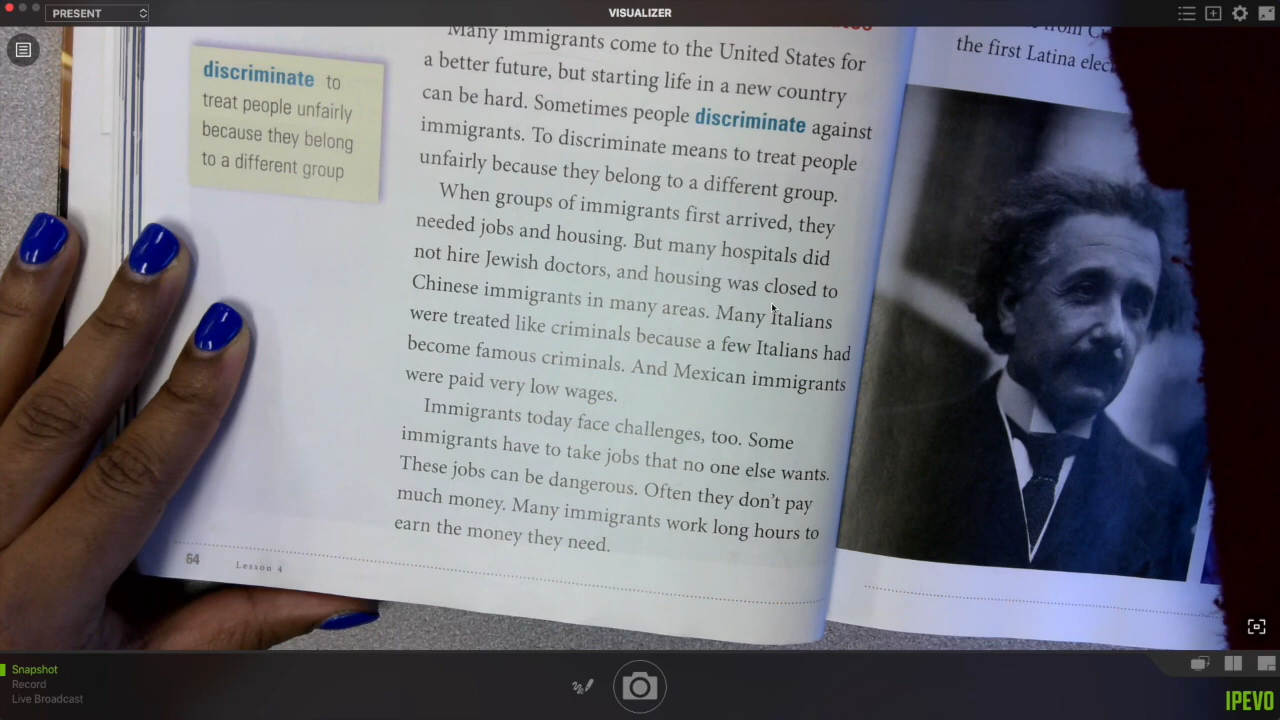 PRESENT
VISUALIZER
discriminate to
treat people unfairly
because they belong
to a different group
Many immigrants come to the United States for
a better future, but starting life in a new country
can be hard. Sometimes people discriminate against
immigrants. To discriminate means to treat people
unfairly because they belong to a different group.
When groups of immigrants first arrived, they
needed jobs and housing. But many hospitals did
not hire Jewish doctors, and housing was closed to
Chinese immigrants in many areas. Many Italians
were treated like criminals because a few Italians had
become famous criminals. And Mexican immigrants
were paid very low wages.
Immigrants today face challenges, too. Some
immigrants have to take jobs that no one else wants.
These jobs can be dangerous. Often they don't pay
much money. Many immigrants work long hours to
earn the money they need.
64 Lesson 4
from
the first Latina
Snapshot
Record
Live Broadcast
IPEVO